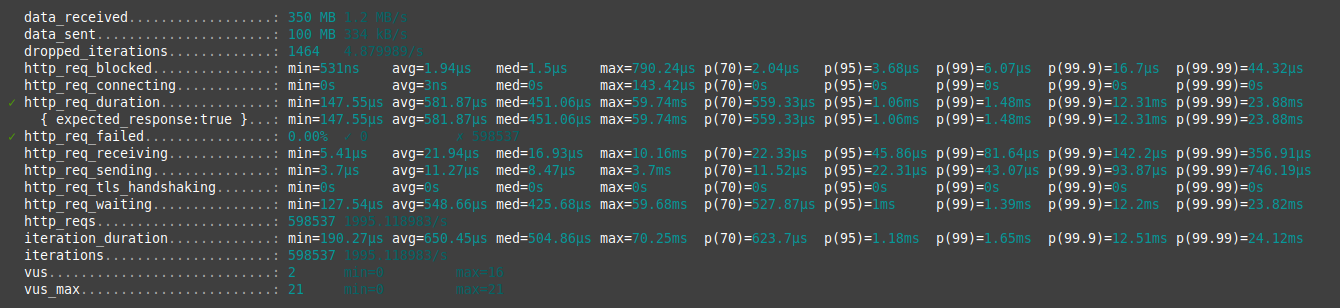 data_received..................: 350 MB 1.2 MB/s
data_sent......................: 100 MB 334 kB/s
dropped_iterations.............: 1464   4.879989/s
http_req_blocked...............: min=531ns    avg=1.94µs   med=1.5µs    max=790.24µs p(70)=2.04µs   p(95)=3.68µs  p(99)=6.07µs  p(99.9)=16.7µs  p(99.99)=44.32µs
http_req_connecting............: min=0s       avg=3ns      med=0s       max=143.42µs p(70)=0s       p(95)=0s      p(99)=0s      p(99.9)=0s      p(99.99)=0s
✓ http_req_duration..............: min=147.55µs avg=581.87µs med=451.06µs max=59.74ms  p(70)=559.33µs p(95)=1.06ms  p(99)=1.48ms  p(99.9)=12.31ms p(99.99)=23.88ms
{ expected_response:true }...: min=147.55µs avg=581.87µs med=451.06µs max=59.74ms  p(70)=559.33µs p(95)=1.06ms  p(99)=1.48ms  p(99.9)=12.31ms p(99.99)=23.88ms
✓ http_req_failed................: 0.00%  ✓ 0           ✗ 598537
http_req_receiving.............: min=5.41µs   avg=21.94µs  med=16.93µs  max=10.16ms  p(70)=22.33µs  p(95)=45.86µs p(99)=81.64µs p(99.9)=142.2µs p(99.99)=356.91µs
http_req_sending...............: min=3.7µs    avg=11.27µs  med=8.47µs   max=3.7ms    p(70)=11.52µs  p(95)=22.31µs p(99)=43.07µs p(99.9)=93.87µs p(99.99)=746.19µs
http_req_tls_handshaking.......: min=0s       avg=0s       med=0s       max=0s       p(70)=0s       p(95)=0s      p(99)=0s      p(99.9)=0s      p(99.99)=0s
http_req_waiting...............: min=127.54µs avg=548.66µs med=425.68µs max=59.68ms  p(70)=527.87µs p(95)=1ms     p(99)=1.39ms  p(99.9)=12.2ms  p(99.99)=23.82ms
http_reqs......................: 598537 1995.118983/s
iteration_duration.............: min=190.27µs avg=650.45µs med=504.86µs max=70.25ms  p(70)=623.7µs  p(95)=1.18ms  p(99)=1.65ms  p(99.9)=12.51ms p(99.99)=24.12ms
iterations.....................: 598537 1995.118983/s
vus............................: 2      min=0         max=16
vus_max........................: 21     min=0         max=21